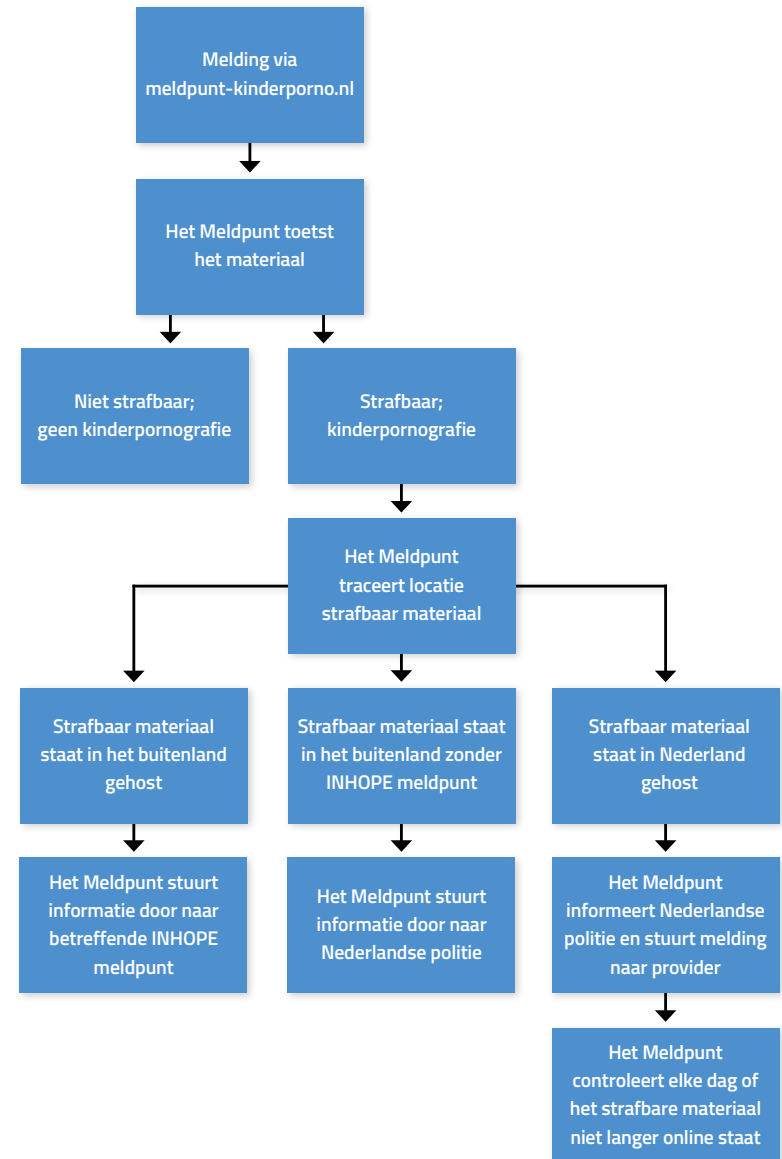 Melding via
meldpunt-kinderporno.nl
Het Meldpunt toetst
het materiaal
Niet strafbaar;
geen kinderpornografie
Strafbaar;
kinderpornografie
Het Meldpunt
traceert locatie
strafbaar materiaal
Strafbaar materiaal
staat in het buitenland
gehost
Strafbaar materiaal staat
in het buitenland zonder
INHOPE meldpunt
Strafbaar materiaal
staat in Nederland
gehost
Het Meldpunt stuurt
informatie door naar
betreffende INHOPE
meldpunt
Het Meldpunt stuurt
informatie door naar
Nederlandse politie
Het Meldpunt
informeert Nederlandse
politie en stuurt melding
naar provider
Het Meldpunt
controleert elke dag of
het strafbare materiaal
niet langer online staat